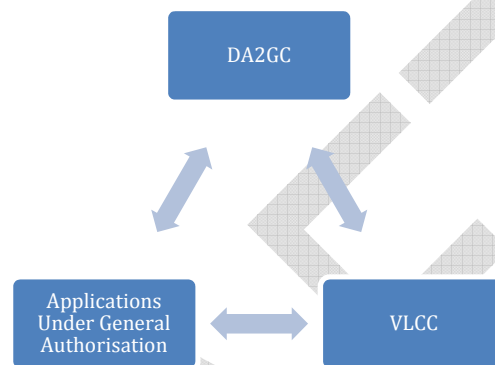 DA2GC
Applications
Under General
Authorisation
VLCC